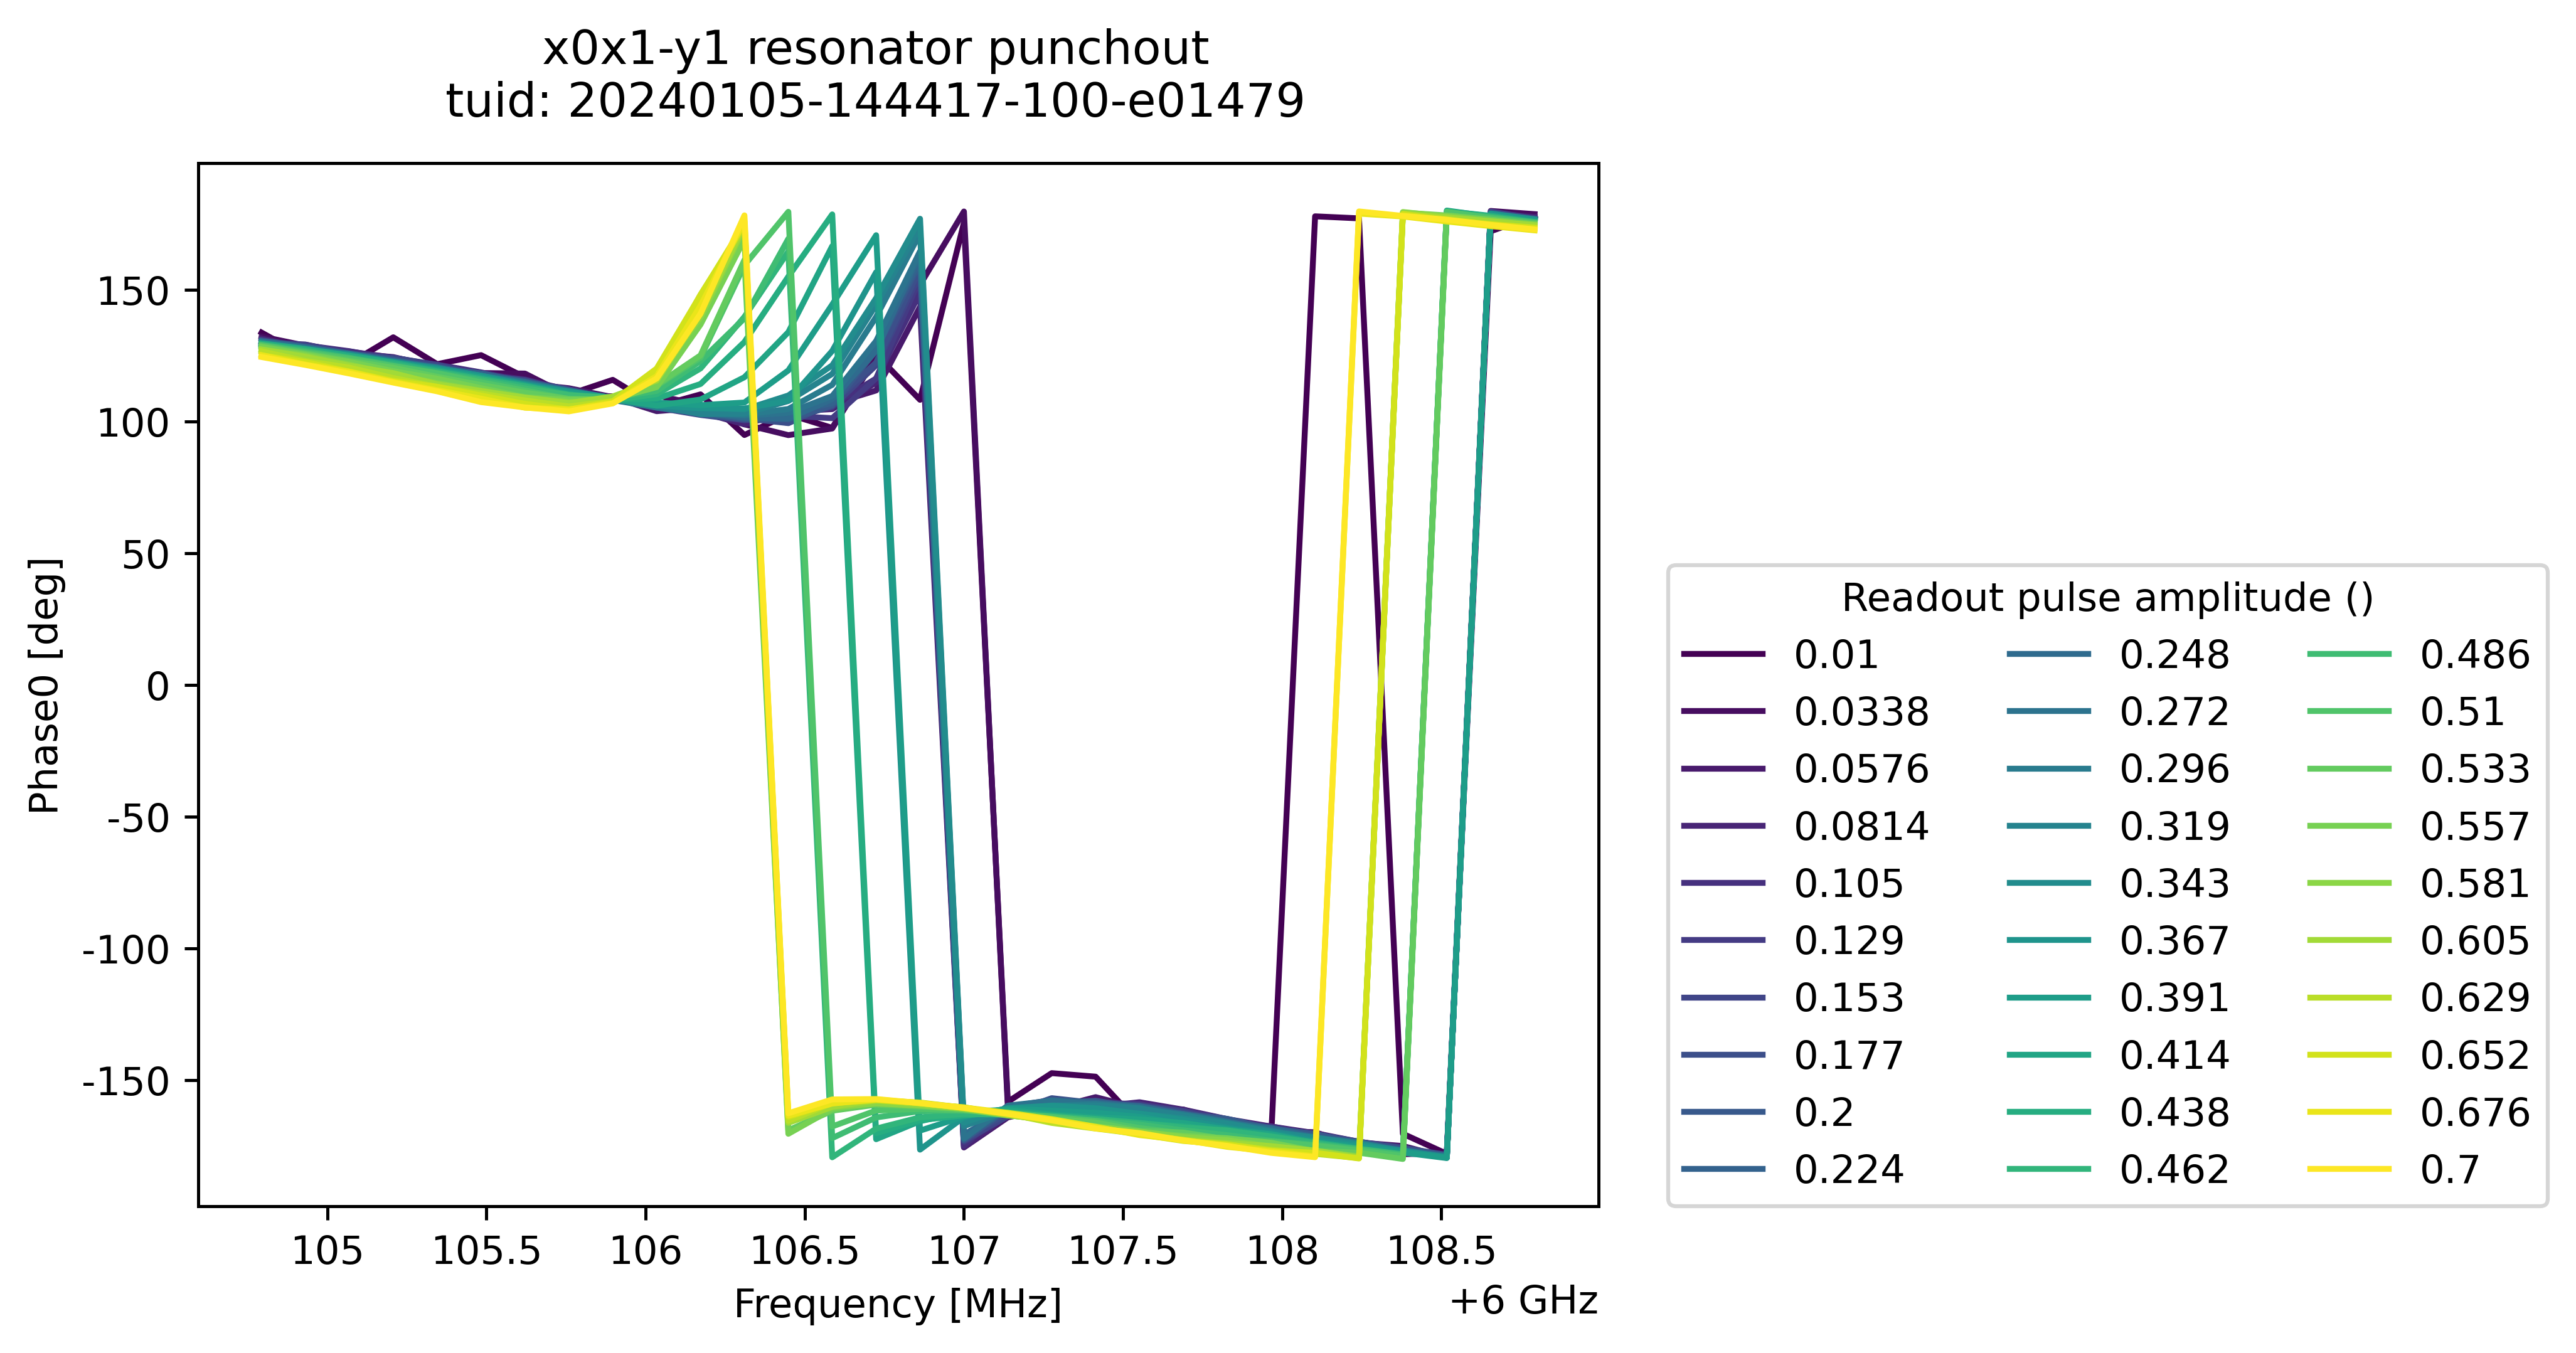 x0x1-y1 resonator punchout
tuid: 20240105-144417-100-e01479
Phase0 [deg]
150
100
50
0
-50
-100
-150
105 105.5 106 106.5 107 107.5 108 108.5
Frequency [MHz]
+6 GHz
Readout pulse amplitude ()
0.01 0.248 0.486
0.0338 0.272 0.51
0.0576 0.296 0.533
0.0814 0.319 0.557
0.105 0.343 0.581
0.129 0.367 0.605
0.153 0.391 0.629
0.177 0.414 0.652
0.2 0.438 0.676
0.224 0.462 0.7